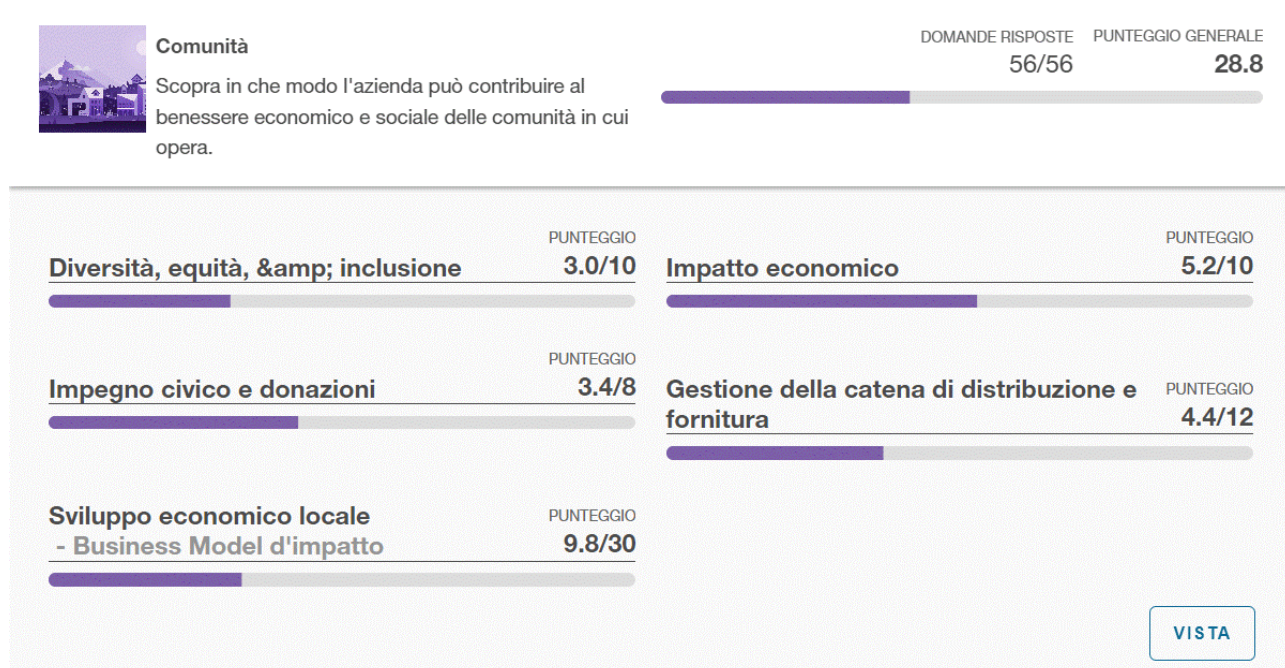 Comunità
Scopra in che modo l'azienda può contribuire al
benessere economico e sociale delle comunità in cui
opera.
DOMANDE RISPOSTE
56/56
PUNTEGGIO GENERALE
28.8
Diversità, equità, &amp; inclusione
PUNTEGGIO
3.0/10
Impatto economico
PUNTEGGIO
5.2/10
Impegno civico e donazioni
PUNTEGGIO
3.4/8
Gestione della catena di distribuzione e
fornitura
PUNTEGGIO
4.4/12
Sviluppo economico locale
- Business Model d'impatto
PUNTEGGIO
9.8/30
VISTA